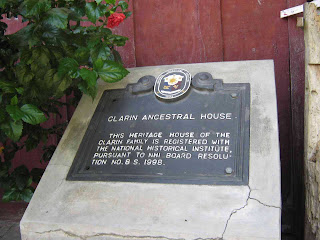 CLARIN ANCESTRAL HOUSE
THIS HERITAGE HOUSE OF THE
CLARIN FAMILY IS REGISTERED WITH
THE NATIONAL HISTORICAL INSTITUTE,
PURSUANT TO NHI BOARD RESOLU-
TION NO. 8 S. 1998.